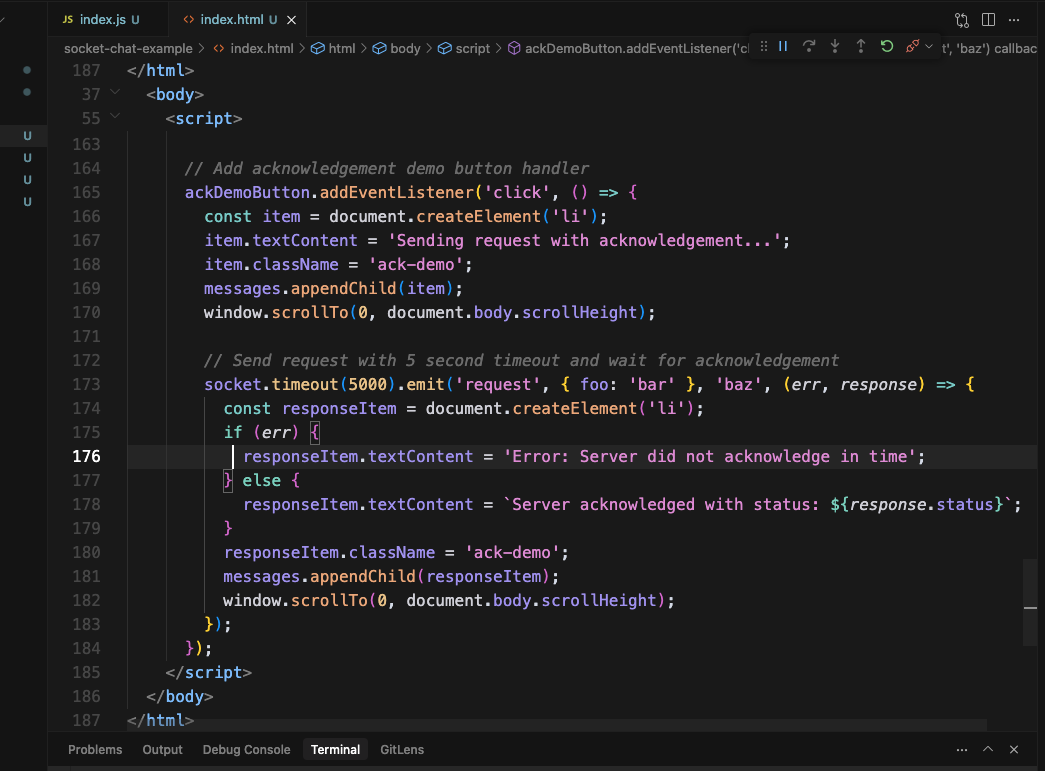 JS index.js U
<> index.html U ×
socket-chat-example > <> index.html > html > body > script > ackDemoButton.addEventListener('cl t', 'baz') callbac
187 </html>
37 <body>
55 <script>
U
163
U
164 // Add acknowledgement demo button handler
U
165 ackDemoButton.addEventListener('click', () => {
U
166 const item = document.createElement('li');
167 item.textContent = 'Sending request with acknowledgement...';
168 item.className = 'ack-demo';
169 messages.appendChild(item);
170 window.scrollTo(0, document.body.scrollHeight);
171
172 // Send request with 5 second timeout and wait for acknowledgement
173 socket.timeout(5000).emit('request', { foo: 'bar' }, 'baz', (err, response) => {
174 const responseItem = document.createElement('li');
175 if (err) {
176 responseItem.textContent = 'Error: Server did not acknowledge in time';
177 } else {
178 responseItem.textContent = `Server acknowledged with status: ${response.status}`;
179 }
180 responseItem.className = 'ack-demo';
181 messages.appendChild(responseItem);
182 window.scrollTo(0, document.body.scrollHeight);
183 });
184 });
185 </script>
186 </body>
187 </html>
Problems Output Debug Console Terminal GitLens